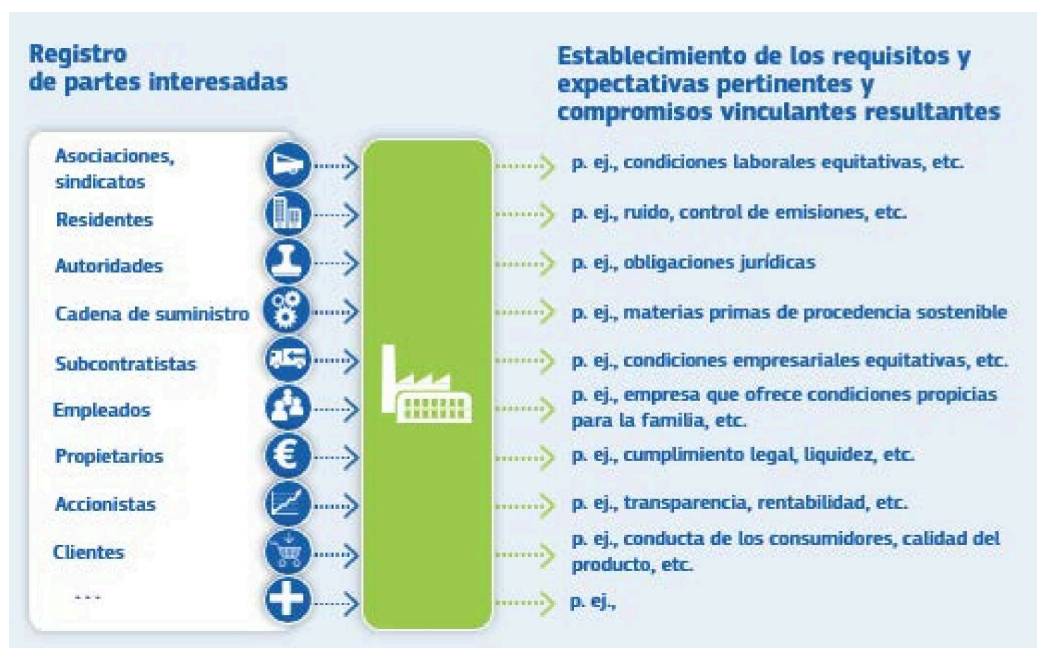 Registro
de partes interesadas
Establecimiento de los requisitos y
expectativas pertinentes y
compromisos vinculantes resultantes
Asociaciones,
sindicatos
p. ej., condiciones laborales equitativas, etc.
Residentes
p. ej., ruido, control de emisiones, etc.
Autoridades
p. ej., obligaciones jurídicas
Cadena de suministro
p. ej., materias primas de procedencia sostenible
Subcontratistas
p. ej., condiciones empresariales equitativas, etc.
Empleados
p. ej., empresa que ofrece condiciones propicias
para la familia, etc.
Propietarios
€
p. ej., cumplimiento legal, liquidez, etc.
Accionistas
p. ej., transparencia, rentabilidad, etc.
Clientes
p. ej., conducta de los consumidores, calidad del
producto, etc.
- - -
p. ej.,